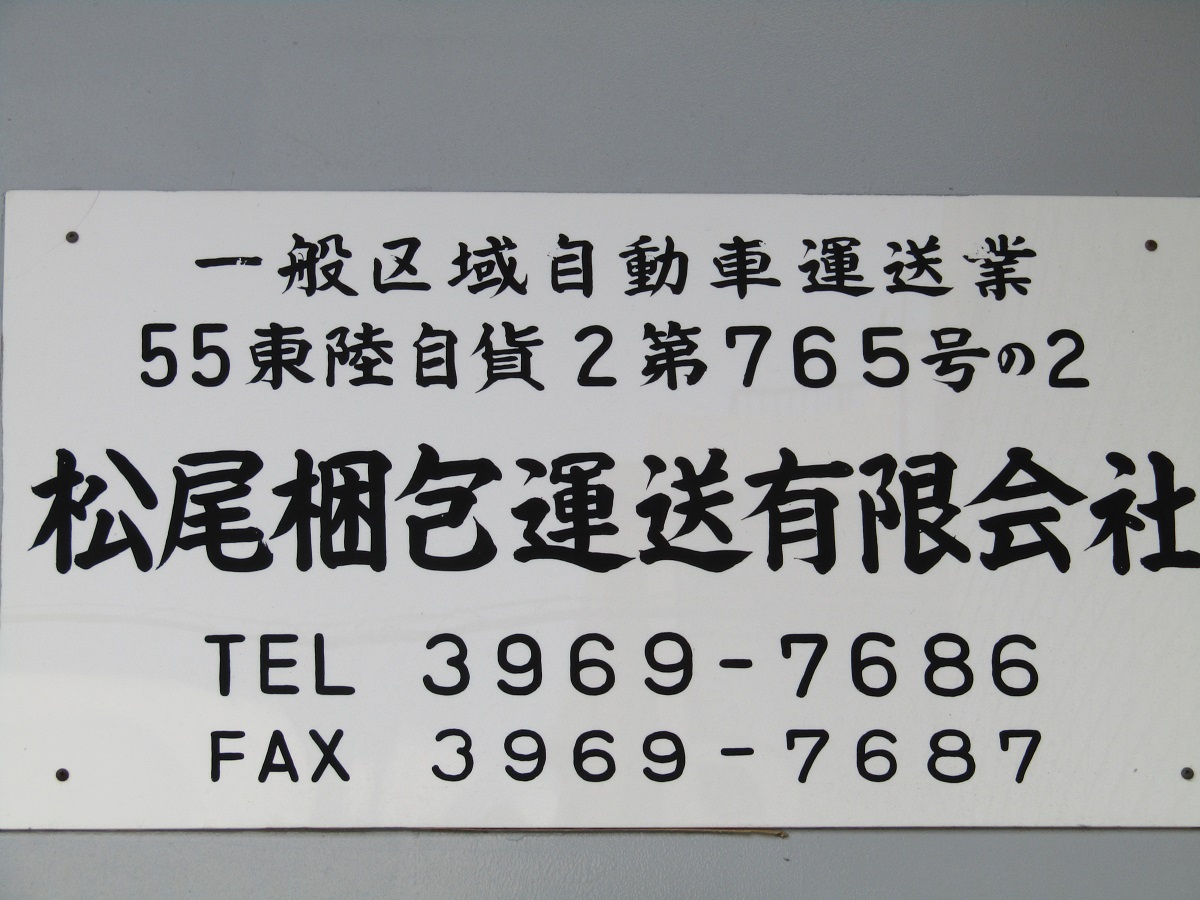 一般区域自動車運送業
55東陸自貨2第765号の2
松尾梱包運送有限会社
TEL 3969-7686
FAX 3969-7687